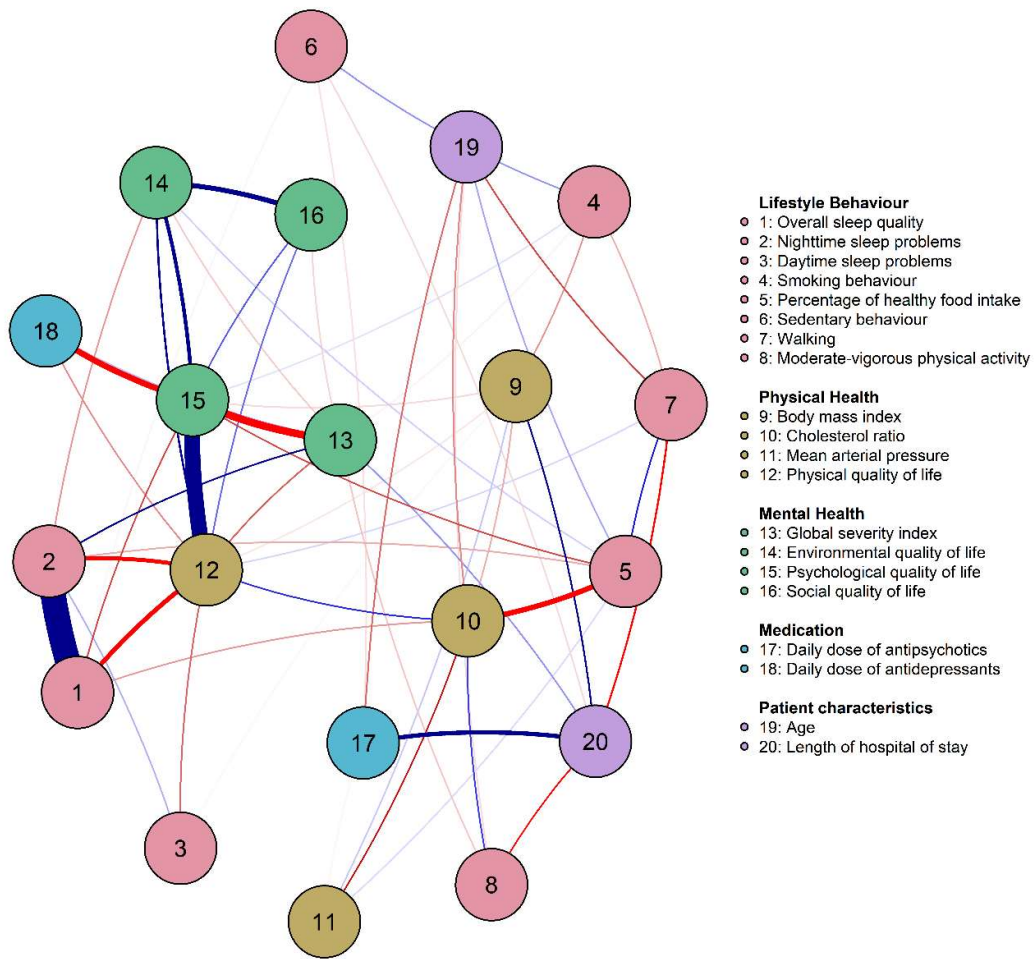 6
19
14
16
4
18
9
7
15
13
2
12
5
10
1
17
20
3
8
11
Lifestyle Behaviour
1: Overall sleep quality
2: Nighttime sleep problems
3: Daytime sleep problems
4: Smoking behaviour
5: Percentage of healthy food intake
6: Sedentary behaviour
7: Walking
8: Moderate-vigorous physical activity
Physical Health
9: Body mass index
10: Cholesterol ratio
11: Mean arterial pressure
12: Physical quality of life
Mental Health
13: Global severity index
14: Environmental quality of life
15: Psychological quality of life
16: Social quality of life
Medication
17: Daily dose of antipsychotics
18: Daily dose of antidepressants
Patient characteristics
19: Age
20: Length of hospital of stay